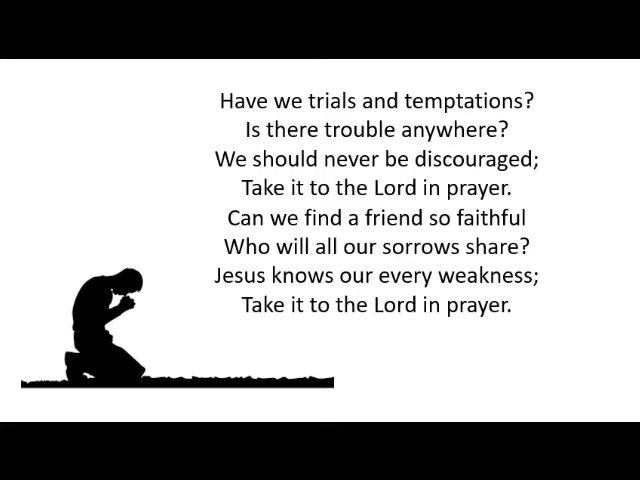 Have we trials and temptations?
Is there trouble anywhere?
We should never be discouraged;
Take it to the Lord in prayer.
Can we find a friend so faithful
Who will all our sorrows share?
Jesus knows our every weakness;
Take it to the Lord in prayer.